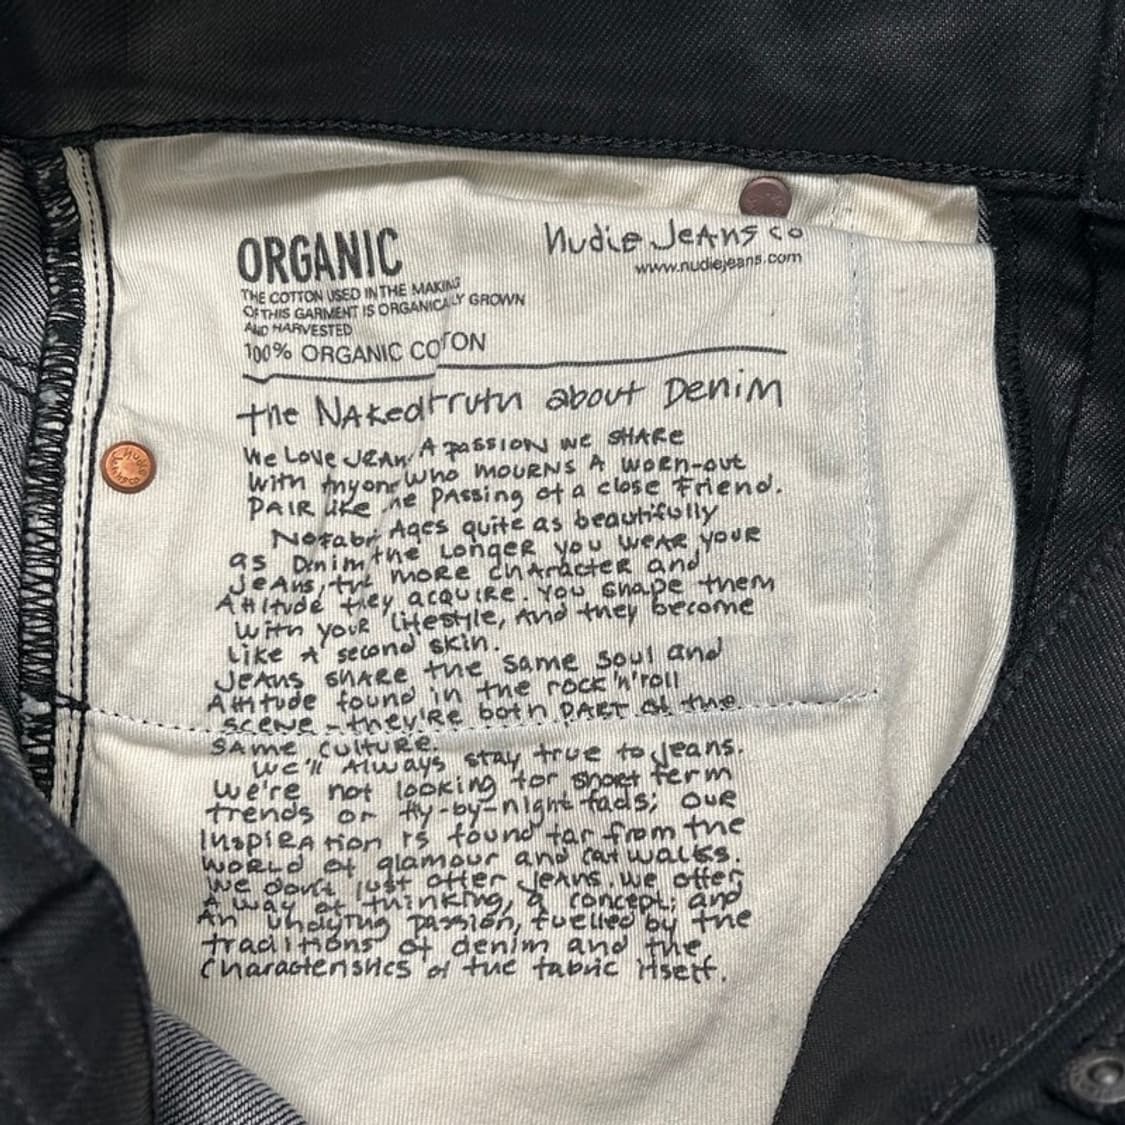 ORGANIC
THE COTTON USED IN THE MAKING
OF THIS GARMENT IS ORGANICALLY GROWN
AND HARVESTED
100% ORGANIC COTTON
Nudie Jeans co
www.nudiejeans.com
the Naked Truth about Denim
We Love Jean A passion we share
with anyone who mourns a worn-out
pair like the passing of a close friend.
No fabr Ages quite as beautifully
as Denim the longer you wear your
jeans, the more character and
Attitude they acquire. You shape them
with your lifestyle, and they become
like a second skin.
Jeans share the same soul and
Attitude found in the rock'n'roll
scene - they're both part of the
same culture.
We'll Always stay true to jeans.
We're not looking for short term
trends or fly-by-night fads; our
inspiration is found far from the
world of glamour and catwalks.
We don't just offer jeans. we offer
A way of thinking, a concept; and
An undying passion, fuelled by the
traditions of denim and the
characteristics of the fabric itself.